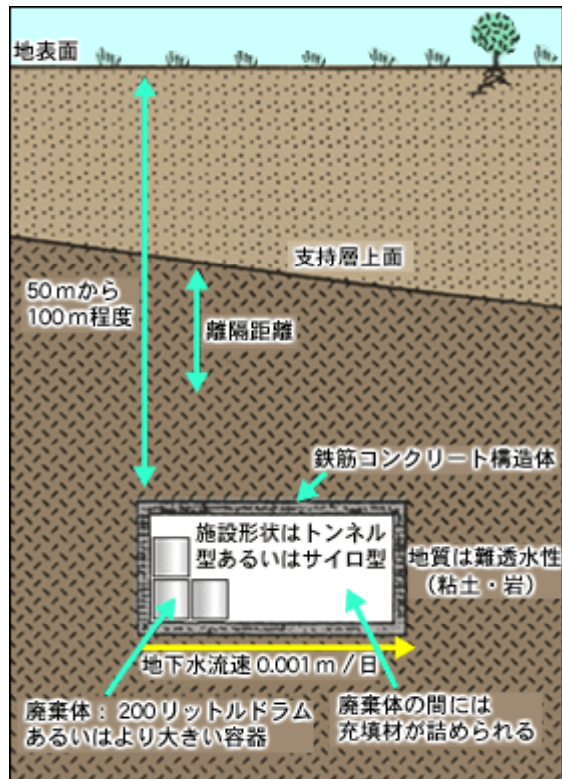 地表面
支持層上面
50mから
100m程度
離隔距離
鉄筋コンクリート構造体
施設形状はトンネル
型あるいはサイロ型
地質は難透水性
(粘土・岩)
地下水流速0.001m/日
廃棄体:200リットルドラム
あるいはより大きい容器
廃棄体の間には
充填材が詰められる